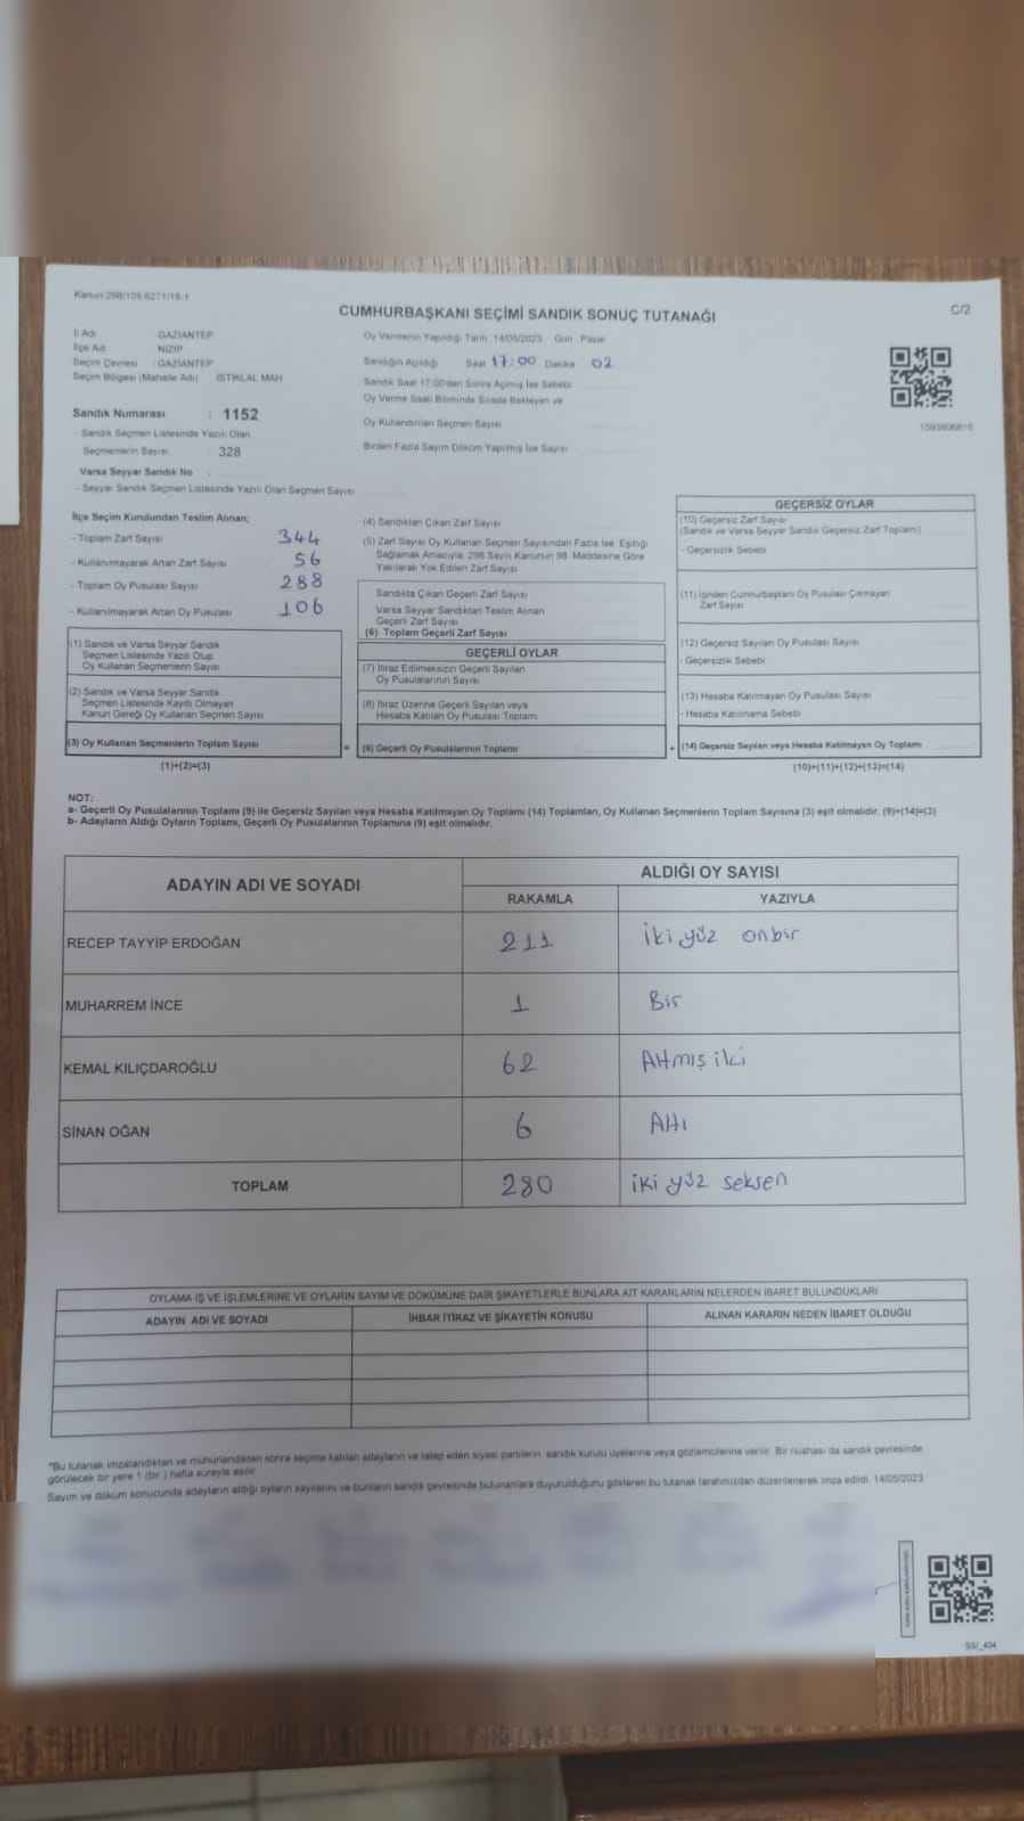 Kanun 298/105 6271/18-1
C/2
CUMHURBAŞKANI SEÇİMİ SANDIK SONUÇ TUTANAĞI
İl Adı GAZİANTEP
İlçe Adı NİZİP
Seçim Çevresi : GAZİANTEP
Seçim Bölgesi (Mahalle Adı) İSTİKLAL MAH
Oy Vermenin Yapıldığı Tarih 14/05/2023 Gün Pazar
Sandığın Açıldığı Saat 17:00 Dakika 02
Sandık Saat 17:00'den Sonra Açılmış İse Sebebi
Oy Verme Saati Bitiminde Sırada Bekleyen ve
Oy Kullandırılan Seçmen Sayısı
Birden Fazla Sayım Döküm Yapılmış İse Sayısı
Sandık Numarası : 1152
- Sandık Seçmen Listesinde Yazılı Olan
Seçmenlerin Sayısı 328
Varsa Seyyar Sandık No
- Seyyar Sandık Seçmen Listesinde Yazılı Olan Seçmen Sayısı
İlçe Seçim Kurulundan Teslim Alınan;
- Toplam Zarf Sayısı 344
- Kullanılmayarak Artan Zarf Sayısı 56
- Toplam Oy Pusulası Sayısı 288
- Kullanılmayarak Artan Oy Pusulası 106
(1) Sandık ve Varsa Seyyar Sandık
Seçmen Listesinde Yazılı Olup
Oy Kullanan Seçmenlerin Sayısı
(2) Sandık ve Varsa Seyyar Sandık
Seçmen Listesinde Kayıtlı Olmayan
Kanun Gereği Oy Kullanan Seçmen Sayısı
(3) Oy Kullanan Seçmenlerin Toplam Sayısı
(1)+(2)=(3)
(4) Sandıktan Çıkan Zarf Sayısı
(5) Zarf Sayısı Oy Kullanan Seçmen Sayısından Fazla İse, Eşitliği
Sağlamak Amacıyla, 298 Sayılı Kanunun 98. Maddesine Göre
Yakılarak Yok Edilen Zarf Sayısı
Sandıkta Çıkan Geçerli Zarf Sayısı
Varsa Seyyar Sandıktan Teslim Alınan
Geçerli Zarf Sayısı
(6) Toplam Geçerli Zarf Sayısı
GEÇERLİ OYLAR
(7) İtiraz Edilmeksizin Geçerli Sayılan
Oy Pusulalarının Sayısı
(8) İtiraz Üzerine Geçerli Sayılan veya
Hesaba Katılan Oy Pusulası Toplamı
(9) Geçerli Oy Pusulalarının Toplamı
GEÇERSİZ OYLAR
(10) Geçersiz Zarf Sayısı
(Sandık ve Varsa Seyyar Sandık Geçersiz Zarf Toplamı)
- Geçersizlik Sebebi
(11) İçinden Cumhurbaşkanı Oy Pusulası Çıkmayan
Zarf Sayısı
(12) Geçersiz Sayılan Oy Pusulası Sayısı
- Geçersizlik Sebebi
(13) Hesaba Katılmayan Oy Pusulası Sayısı
- Hesaba Katılmama Sebebi
(14) Geçersiz Sayılan veya Hesaba Katılmayan Oy Toplamı
(10)+(11)+(12)+(13)=(14)
NOT:
a- Geçerli Oy Pusulalarının Toplamı (9) ile Geçersiz Sayılan veya Hesaba Katılmayan Oy Toplamı (14) Toplamları, Oy Kullanan Seçmenlerin Toplam Sayısına (3) eşit olmalıdır. (9)+(14)=(3)
b- Adayların Aldığı Oyların Toplamı, Geçerli Oy Pusulalarının Toplamına (9) eşit olmalıdır.
ADAYIN ADI VE SOYADI ALDIĞI OY SAYISI
RAKAMLA YAZIYLA
RECEP TAYYİP ERDOĞAN 211 İki yüz onbir
MUHARREM İNCE 1 Bir
KEMAL KILIÇDAROĞLU 62 Altmış iki
SİNAN OĞAN 6 Altı
TOPLAM 280 iki yüz seksen
OYLAMA İŞ VE İŞLEMLERİNE VE OYLARIN SAYIM VE DÖKÜMÜNE DAİR ŞİKAYETLERLE BUNLARA AİT KARARLARIN NELERDEN İBARET BULUNDUKLARI
ADAYIN ADI VE SOYADI İHBAR İTİRAZ VE ŞİKAYETİN KONUSU ALINAN KARARIN NEDEN İBARET OLDUĞU
"Bu tutanak imzalandıktan ve mühürlendikten sonra seçime katılan adayların ve talep eden siyasi partilerin sandık kurulu üyelerine veya gözlemcilerine verilir. Bir nüshası da sandık çevresinde
görülecek bir yere 1 (bir) hafta süreyle asılır.
Sayım ve döküm sonucunda adayların aldığı oyların sayılarını ve bunların sandık çevresinde bulunanlara duyurulduğunu gösteren bu tutanak tarafımızdan düzenlenerek imza edildi. 14/05/2023